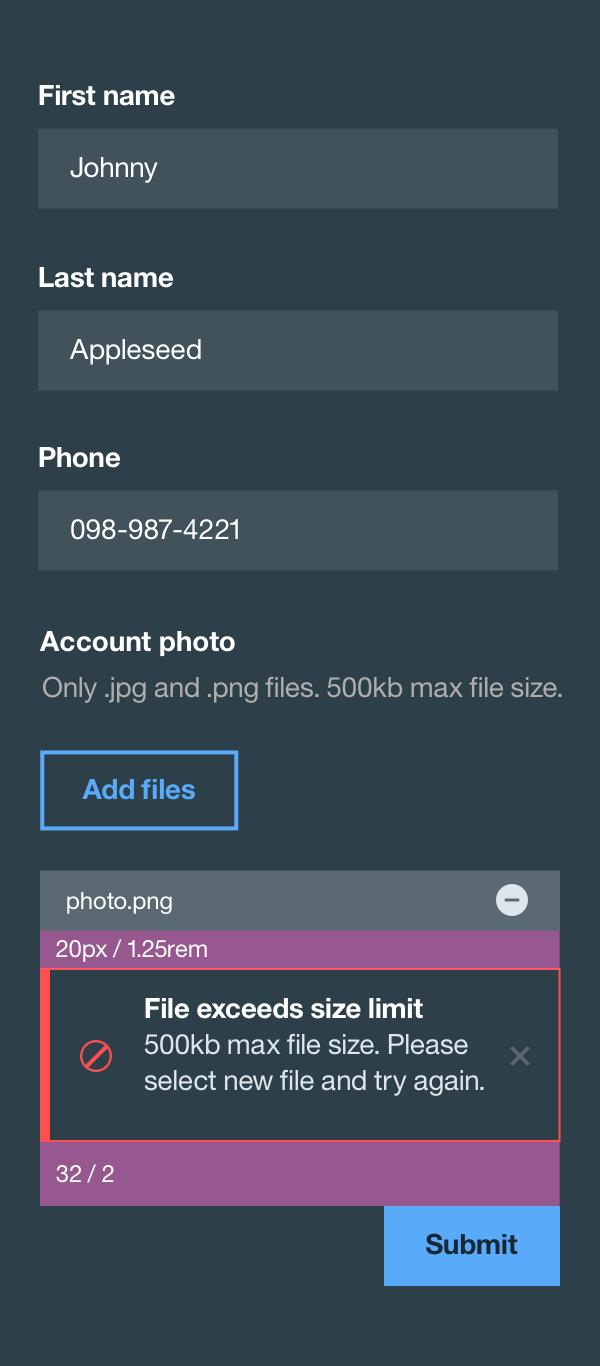 First name
Johnny
Last name
Appleseed
Phone
098-987-4221
Account photo
Only .jpg and .png files. 500kb max file size.
Add files
photo.png
20px / 1.25rem
File exceeds size limit
500kb max file size. Please
select new file and try again.
32 / 2
Submit